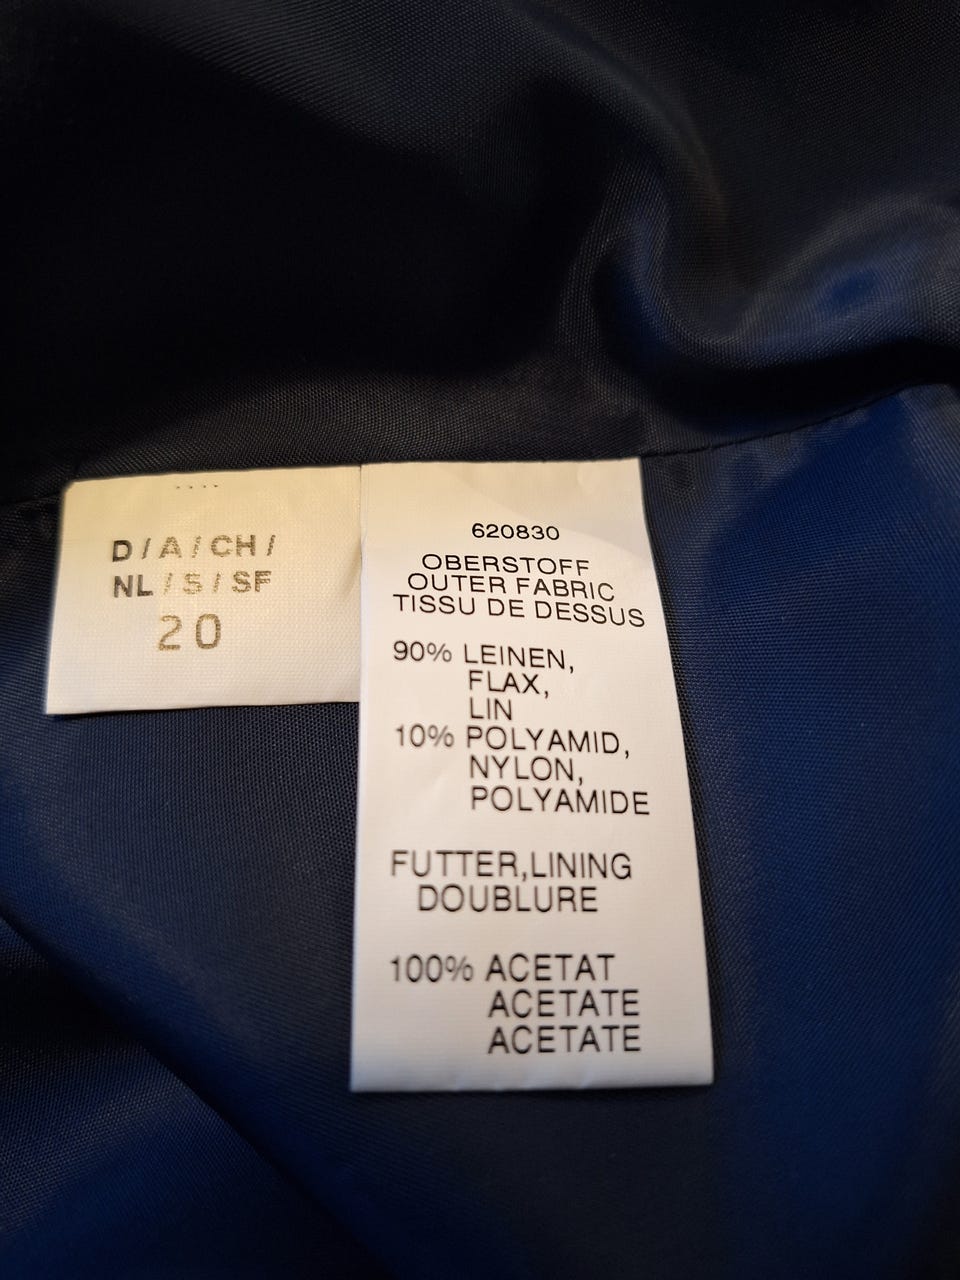 D / A / CH /
NL / S / SF
20
620830
OBERSTOFF
OUTER FABRIC
TISSU DE DESSUS
90% LEINEN,
FLAX,
LIN
10% POLYAMID,
NYLON,
POLYAMIDE
FUTTER,LINING
DOUBLURE
100% ACETAT
ACETATE
ACETATE